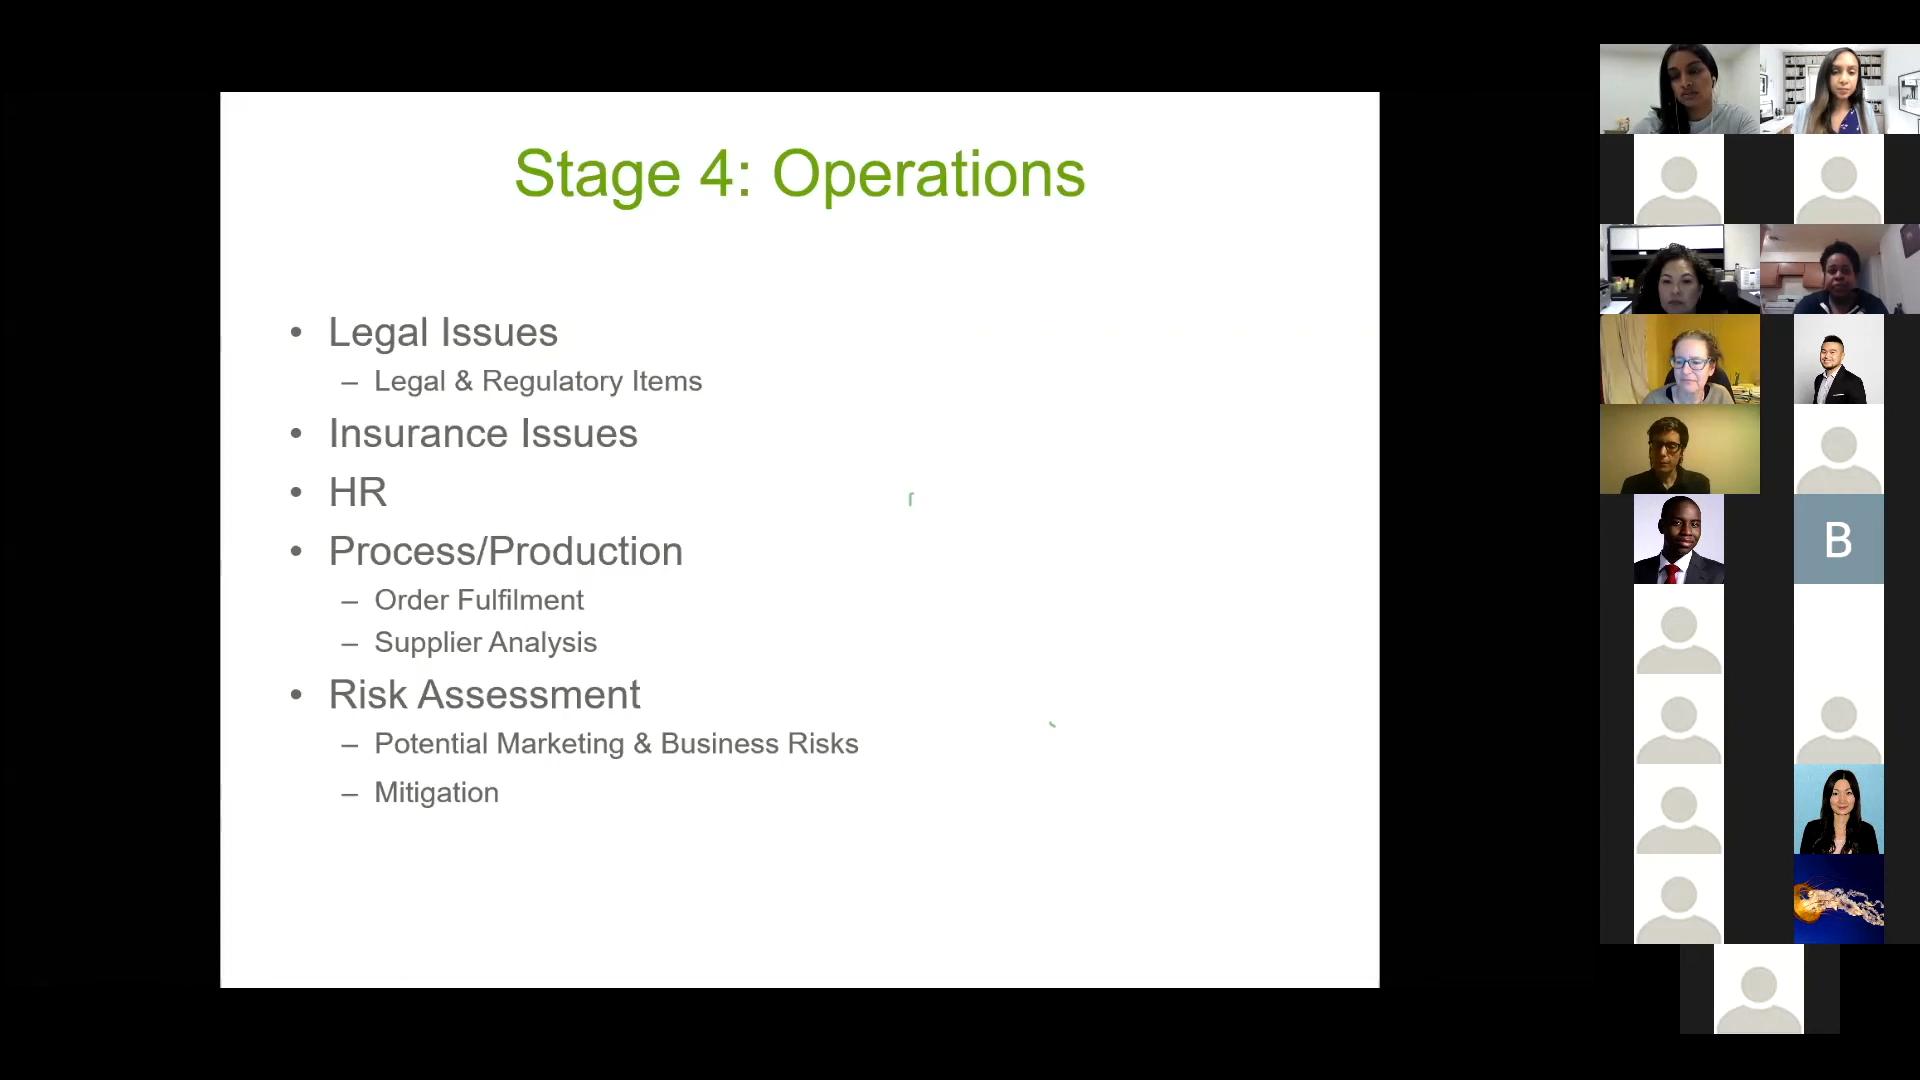 Stage 4: Operations
• Legal Issues
– Legal & Regulatory Items
• Insurance Issues
• HR
• Process/Production
– Order Fulfilment
– Supplier Analysis
• Risk Assessment
– Potential Marketing & Business Risks
– Mitigation
B